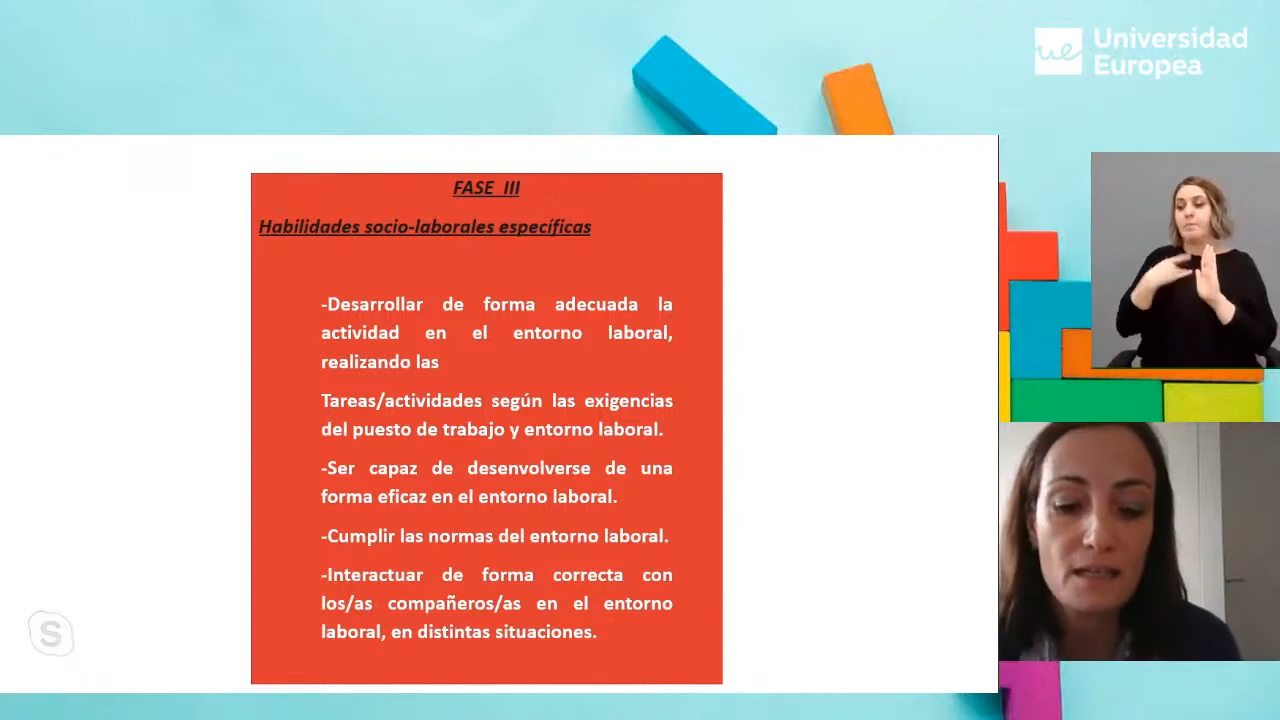 Universidad
Europea
ue
FASE III
Habilidades socio-laborales específicas
-Desarrollar de forma adecuada la
actividad en el entorno laboral,
realizando las
Tareas/actividades según las exigencias
del puesto de trabajo y entorno laboral.
-Ser capaz de desenvolverse de una
forma eficaz en el entorno laboral.
-Cumplir las normas del entorno laboral.
-Interactuar de forma correcta con
los/as compañeros/as en el entorno
laboral, en distintas situaciones.
S